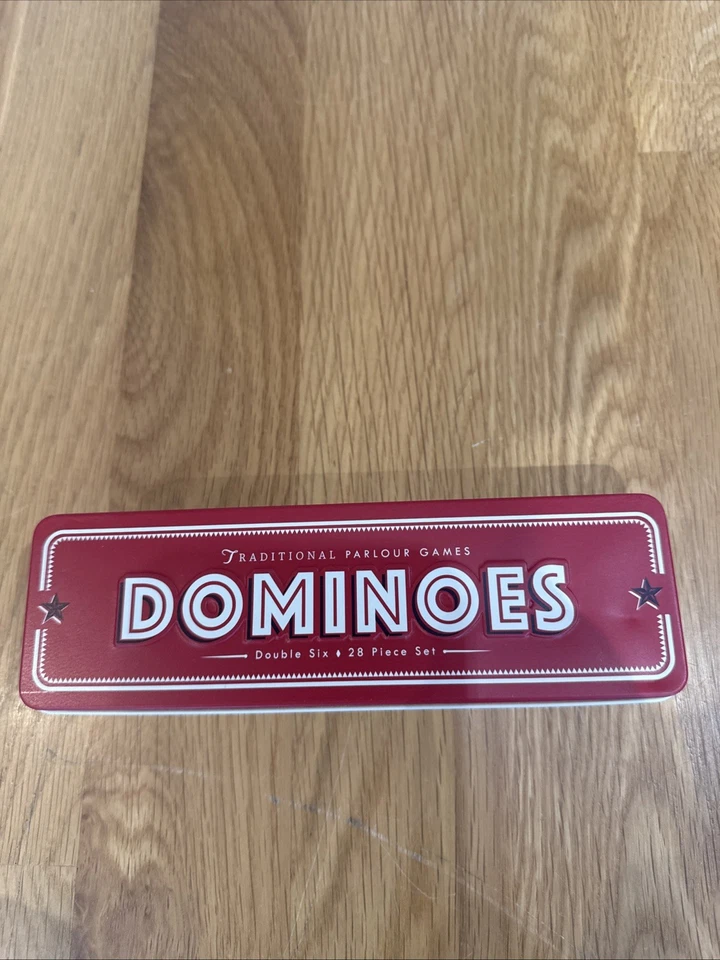 TRADITIONAL PARLOUR GAMES
DOMINOES
Double Six ♦ 28 Piece Set